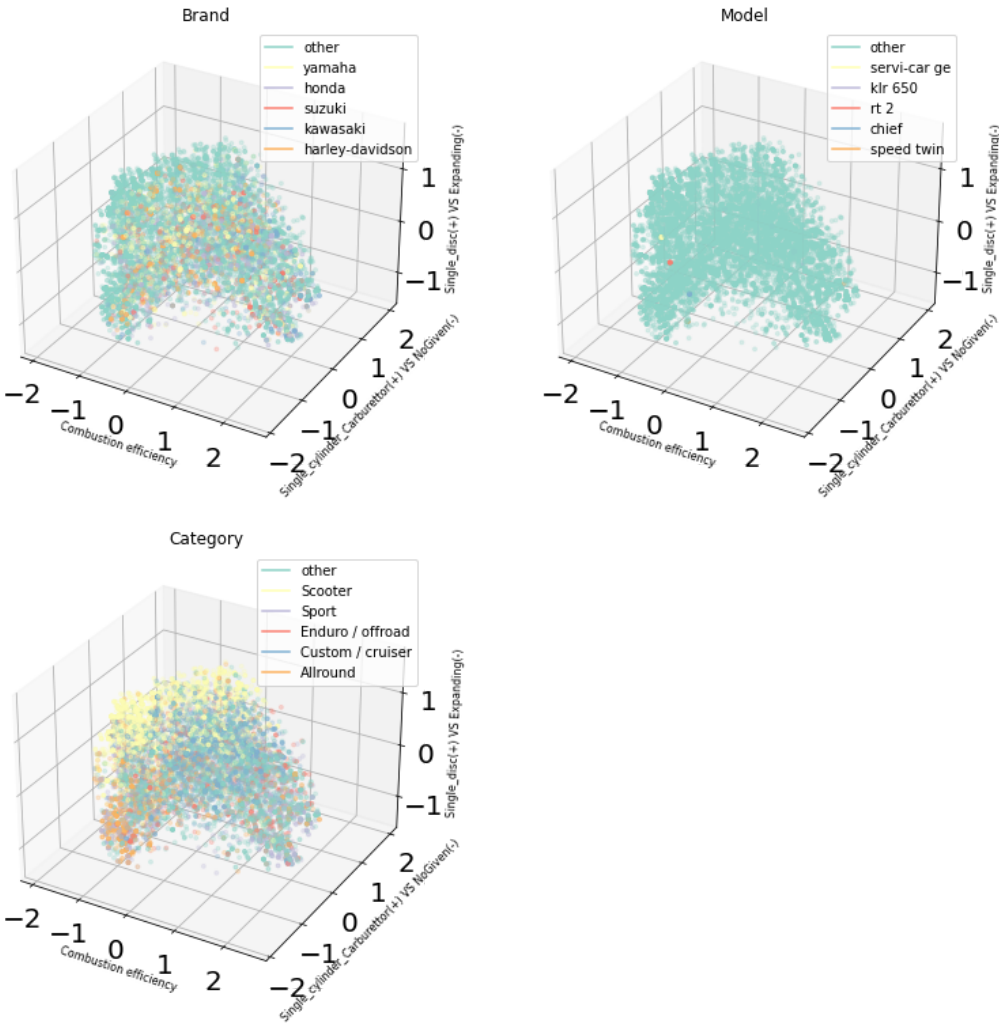 Brand
other
yamaha
honda
suzuki
kawasaki
harley-davidson
1
0
−1
Single_disc(+) VS Expanding(-)
2
1
0
−1
−2
Single_cylinder_Carburettor(+) VS NoGiven(-)
−2
−1
0
1
2
Combustion efficiency
Model
other
servi-car ge
klr 650
rt 2
chief
speed twin
1
0
−1
Single_disc(+) VS Expanding(-)
2
1
0
−1
−2
Single_cylinder_Carburettor(+) VS NoGiven(-)
−2
−1
0
1
2
Combustion efficiency
Category
other
Scooter
Sport
Enduro / offroad
Custom / cruiser
Allround
1
0
−1
Single_disc(+) VS Expanding(-)
2
1
0
−1
−2
Single_cylinder_Carburettor(+) VS NoGiven(-)
−2
−1
0
1
2
Combustion efficiency